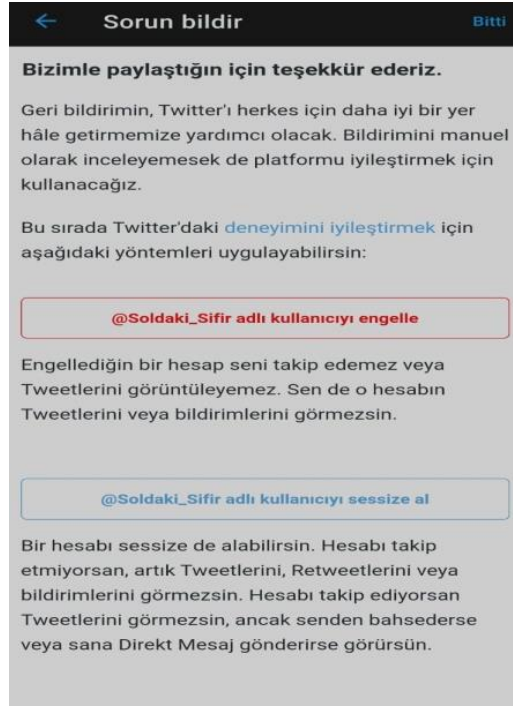 Sorun bildir Bitti
Bizimle paylaştığın için teşekkür ederiz.
Geri bildirimin, Twitter'ı herkes için daha iyi bir yer
hâle getirmemize yardımcı olacak. Bildirimini manuel
olarak inceleyemesek de platformu iyileştirmek için
kullanacağız.
Bu sırada Twitter'daki deneyimini iyileştirmek için
aşağıdaki yöntemleri uygulayabilirsin:
@Soldaki_Sifir adlı kullanıcıyı engelle
Engellediğin bir hesap seni takip edemez veya
Tweetlerini görüntüleyemez. Sen de o hesabın
Tweetlerini veya bildirimlerini görmezsin.
@Soldaki_Sifir adlı kullanıcıyı sessize al
Bir hesabı sessize de alabilirsin. Hesabı takip
etmiyorsan, artık Tweetlerini, Retweetlerini veya
bildirimlerini görmezsin. Hesabı takip ediyorsan
Tweetlerini görmezsin, ancak senden bahsederse
veya sana Direkt Mesaj gönderirse görürsün.